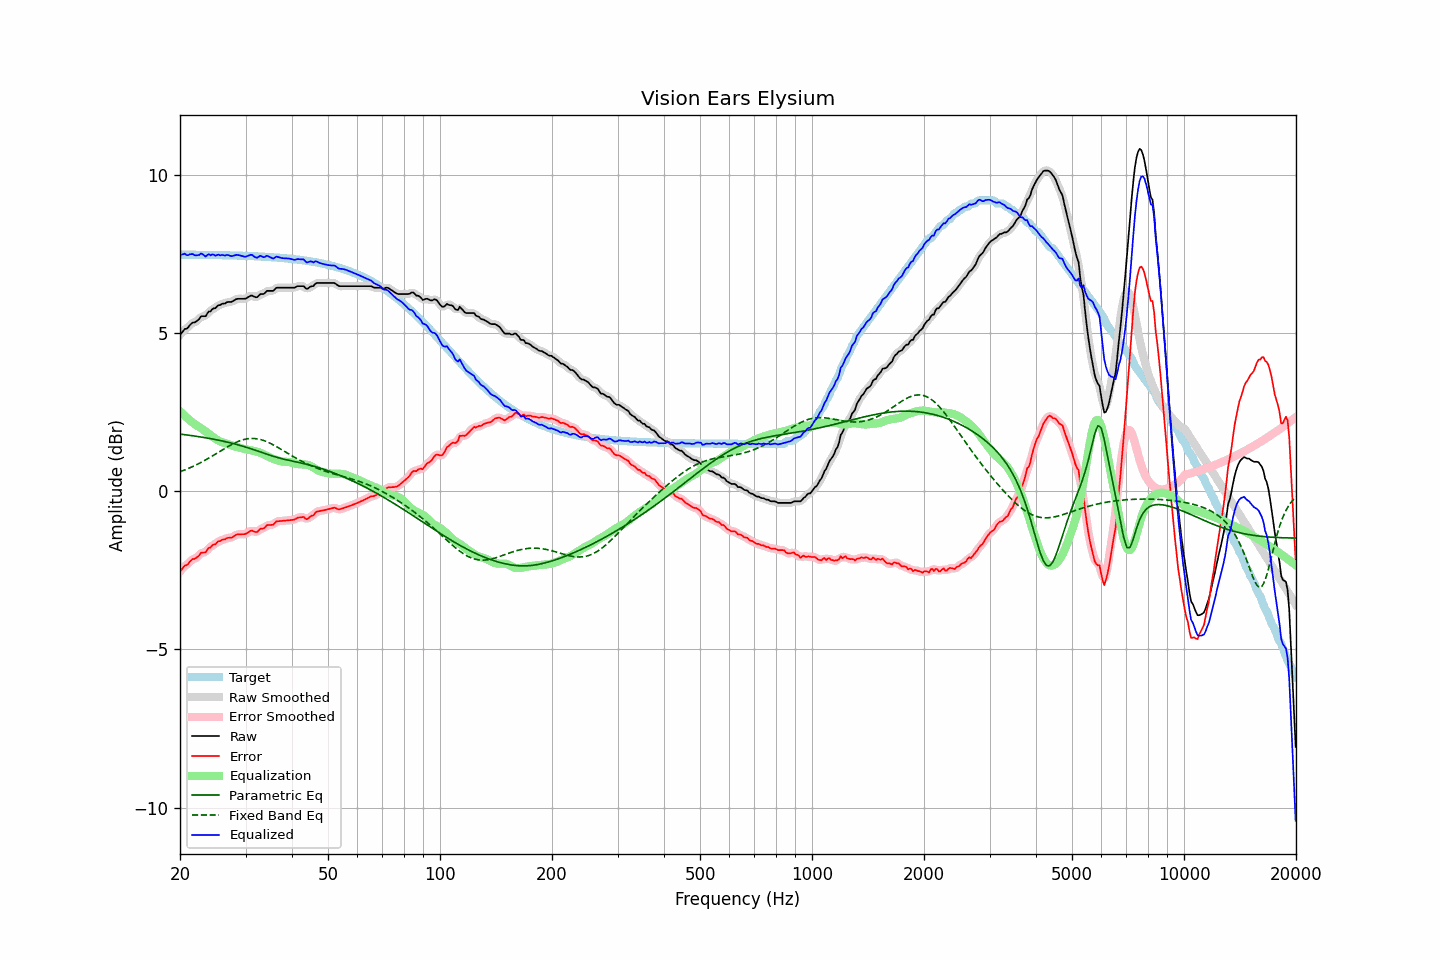 Vision Ears Elysium
Amplitude (dBr)
10
5
0
−5
−10
Target
Raw Smoothed
Error Smoothed
Raw
Error
Equalization
Parametric Eq
Fixed Band Eq
Equalized
20 50 100 200 500 1000 2000 5000 10000 20000
Frequency (Hz)